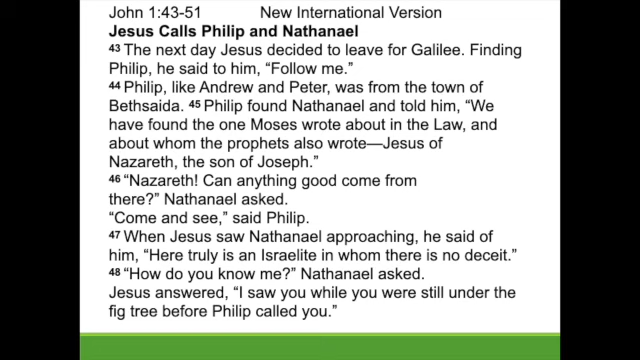 John 1:43-51 New International Version
Jesus Calls Philip and Nathanael
43 The next day Jesus decided to leave for Galilee. Finding
Philip, he said to him, “Follow me.”
44 Philip, like Andrew and Peter, was from the town of
Bethsaida. 45 Philip found Nathanael and told him, “We
have found the one Moses wrote about in the Law, and
about whom the prophets also wrote—Jesus of
Nazareth, the son of Joseph.”
46 “Nazareth! Can anything good come from
there?” Nathanael asked.
“Come and see,” said Philip.
47 When Jesus saw Nathanael approaching, he said of
him, “Here truly is an Israelite in whom there is no deceit.”
48 “How do you know me?” Nathanael asked.
Jesus answered, “I saw you while you were still under the
fig tree before Philip called you.”